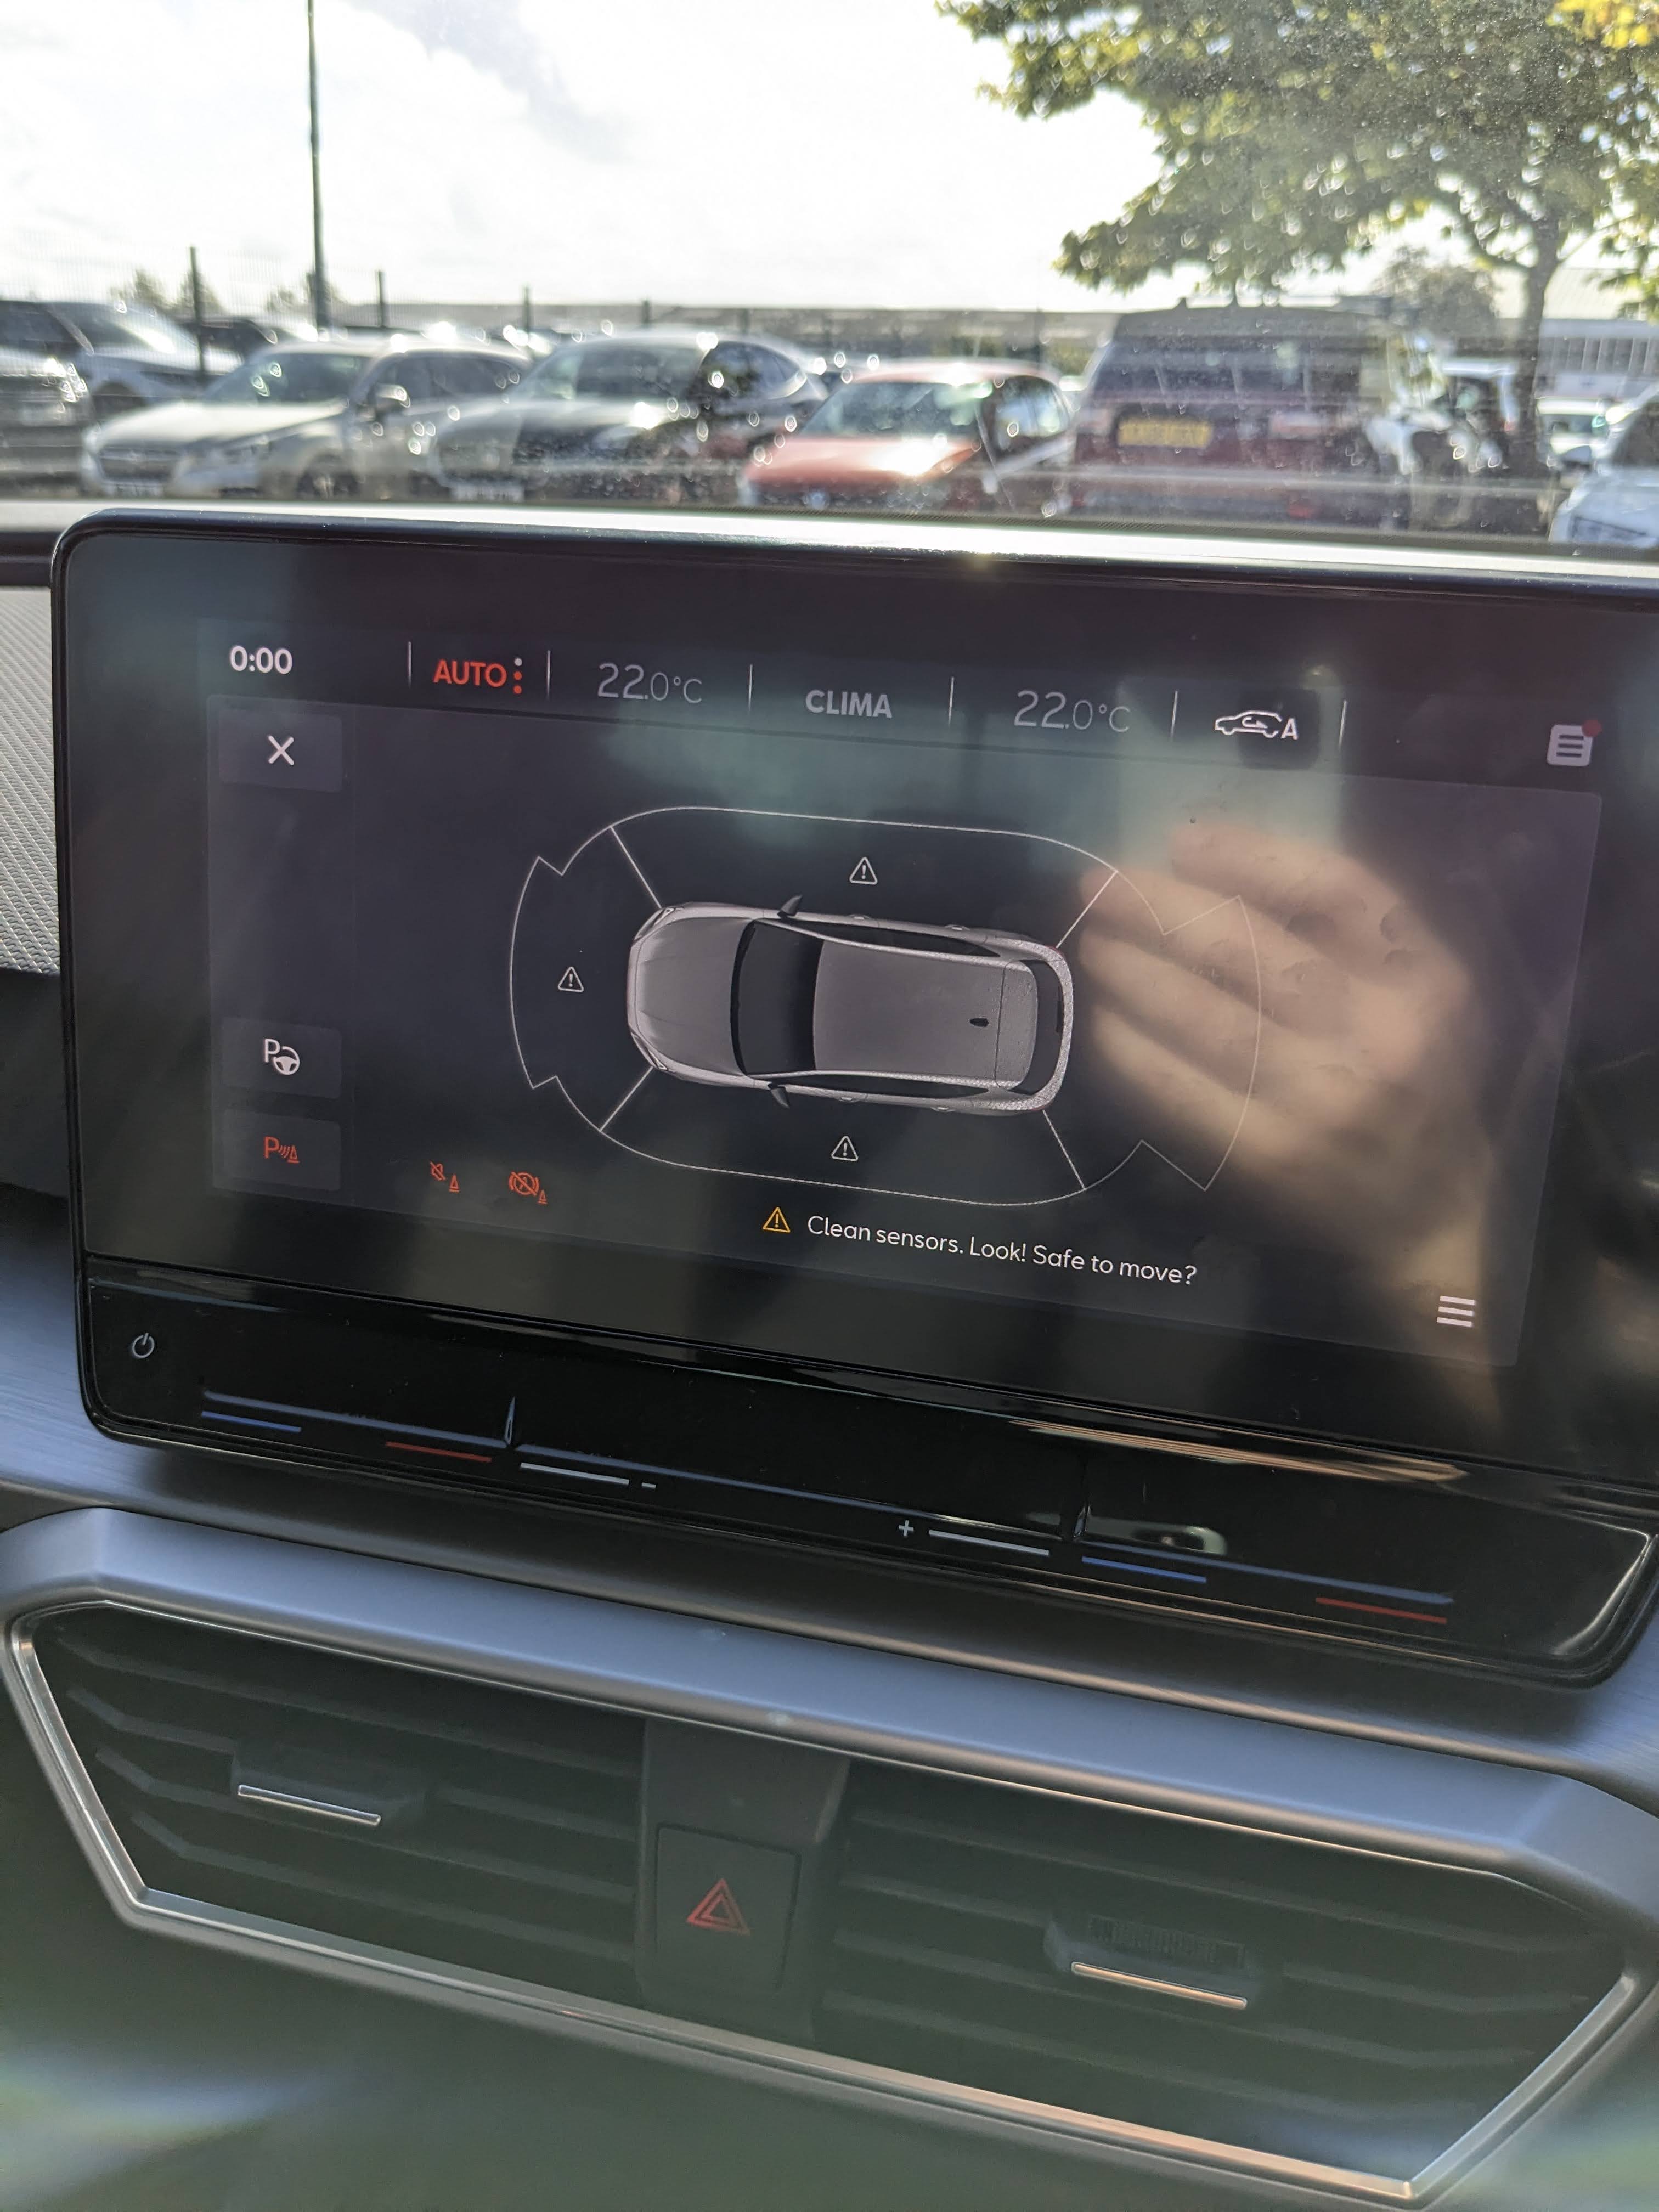 0:00
AUTO
22.0°C
CLIMA
22.0°C
A
P
P
Clean sensors. Look! Safe to move?